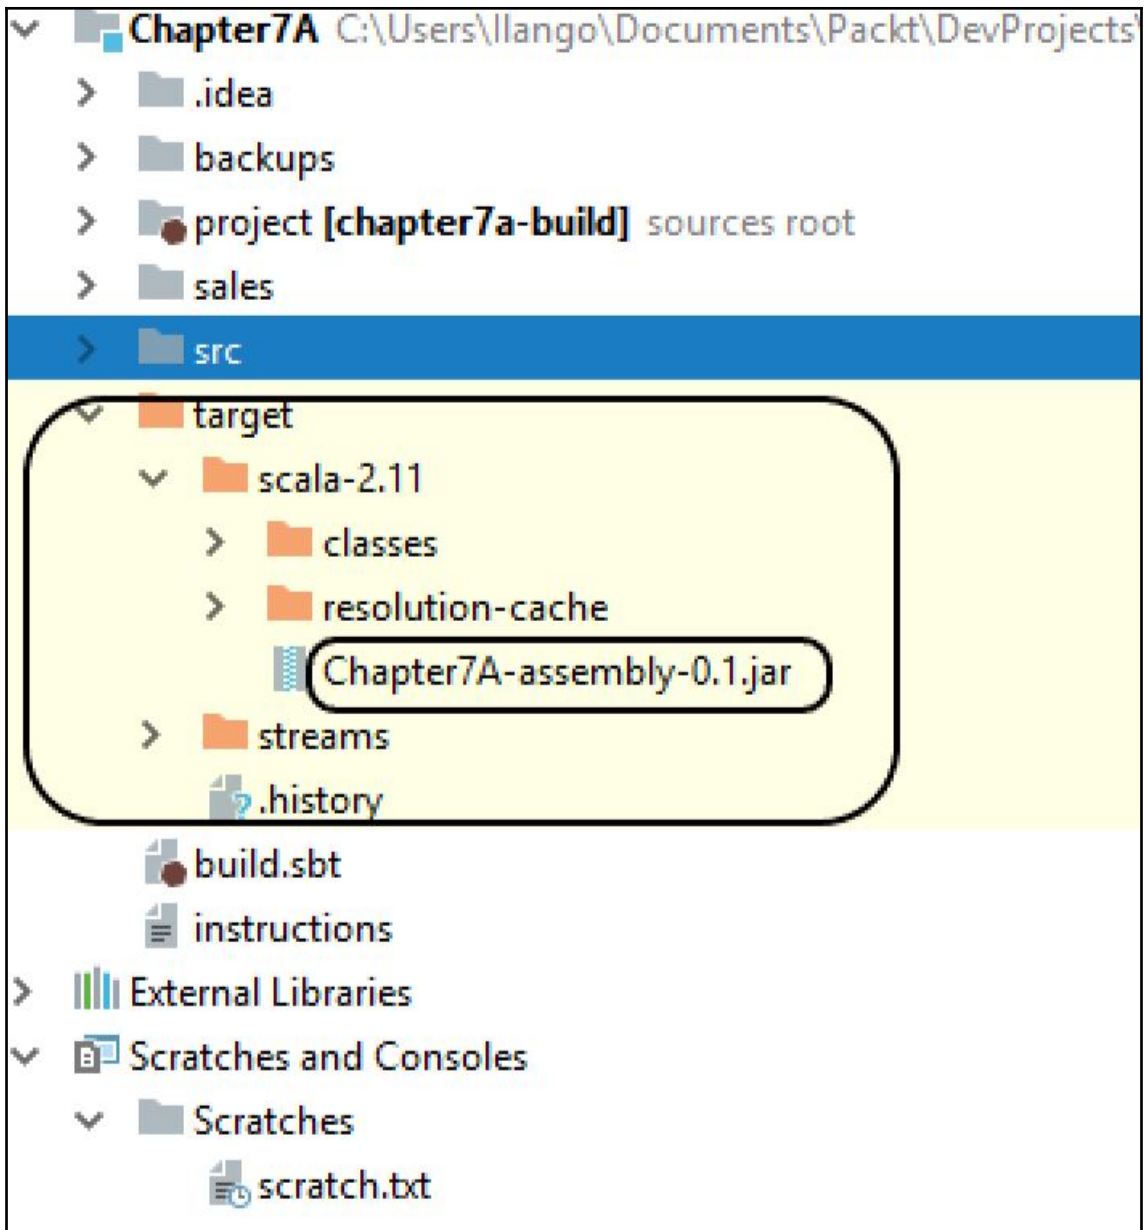 Chapter7A C:\Users\Ilango\Documents\Packt\DevProjects\
.idea
backups
project [chapter7a-build] sources root
sales
src
target
scala-2.11
classes
resolution-cache
Chapter7A-assembly-0.1.jar
streams
.history
build.sbt
instructions
External Libraries
Scratches and Consoles
Scratches
scratch.txt